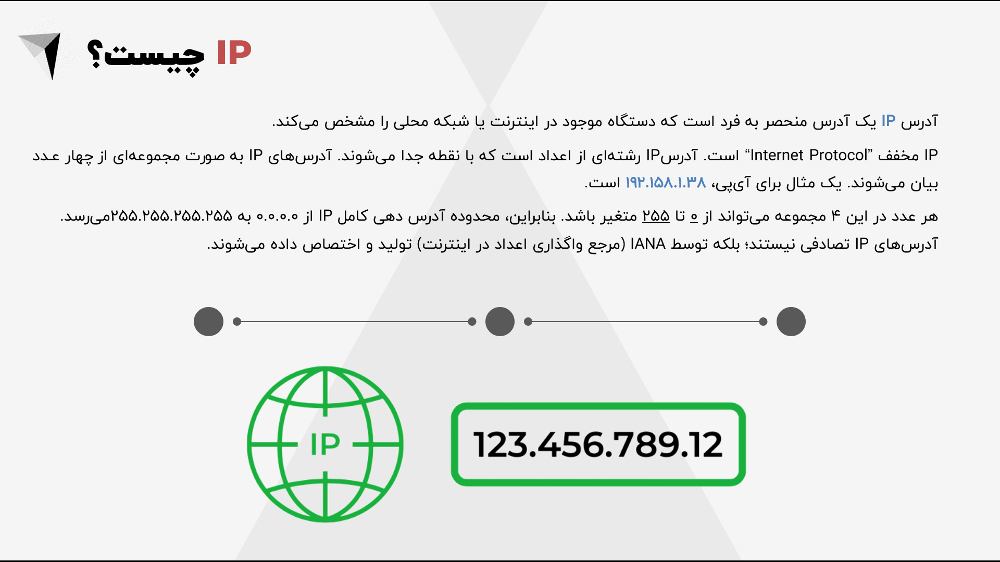 IP چیست؟
آدرس IP یک آدرس منحصر به فرد است که دستگاه موجود در اینترنت یا شبکه محلی را مشخص می‌کند.
IP مخفف “Internet Protocol” است. آدرسIP رشته‌ای از اعداد است که با نقطه جدا می‌شوند. آدرس‌های IP به صورت مجموعه‌ای از چهار عـدد
بیان می‌شوند. یک مثال برای آی‌پی، ۱۹۲.۱۵۸.۱.۳۸ است.
هر عدد در این ۴ مجموعه می‌تواند از ۰ تا ۲۵۵ متغیر باشد. بنابراین، محدوده آدرس دهی کامل IP از ۰.۰.۰.۰ به ۲۵۵.۲۵۵.۲۵۵.۲۵۵می‌رسد.
آدرس‌های IP تصادفی نیستند؛ بلکه توسط IANA (مرجع واگذاری اعداد در اینترنت) تولید و اختصاص داده می‌شوند.
IP
123.456.789.12